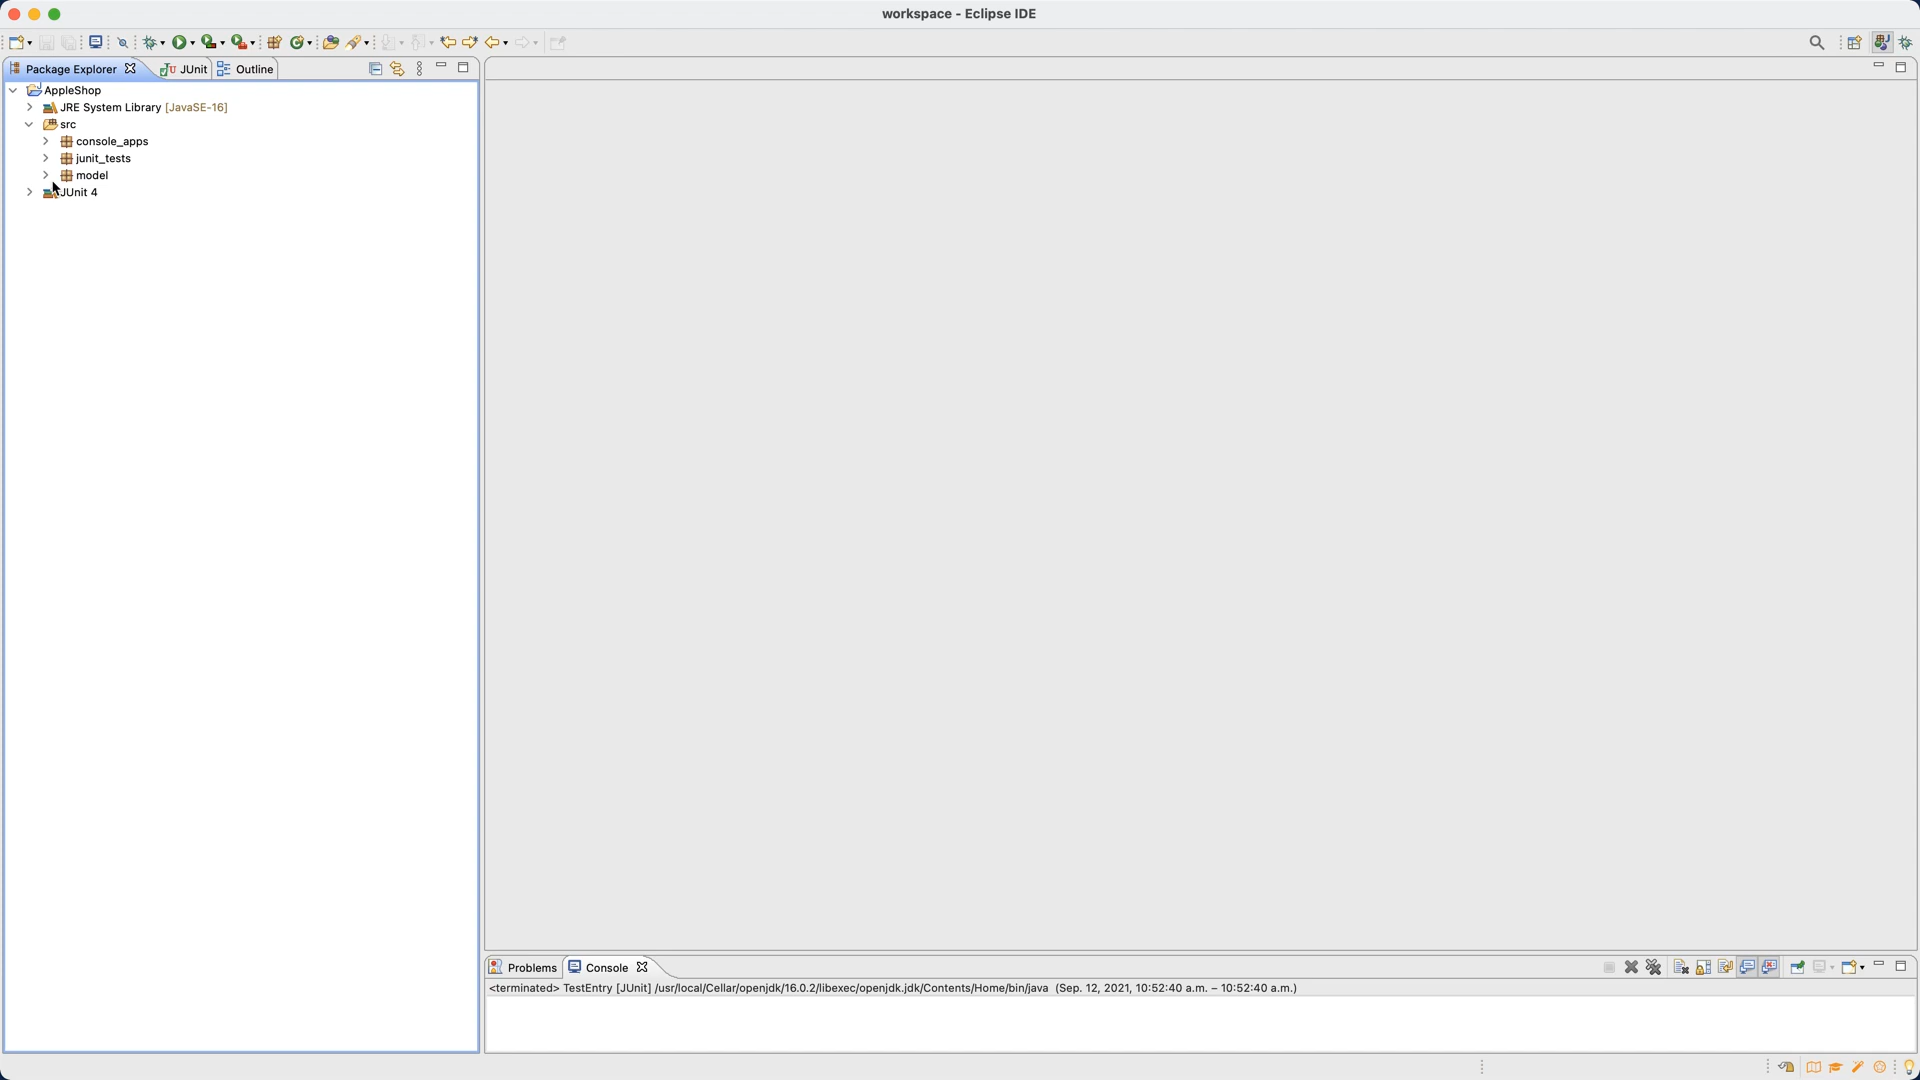 workspace - Eclipse IDE
Package Explorer JUnit Outline
AppleShop
JRE System Library [JavaSE-16]
src
console_apps
junit_tests
model
JUnit 4
Problems Console
<terminated> TestEntry [JUnit] /usr/local/Cellar/openjdk/16.0.2/libexec/openjdk.jdk/Contents/Home/bin/java (Sep. 12, 2021, 10:52:40 a.m. – 10:52:40 a.m.)